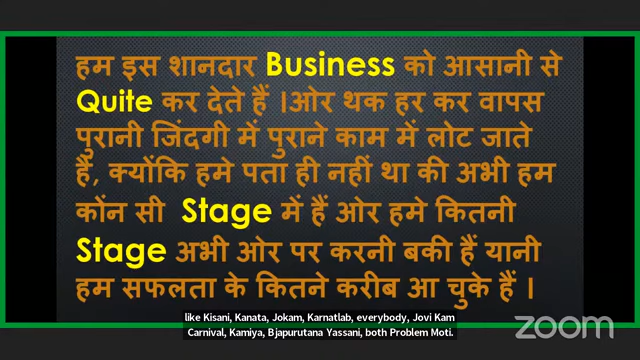 हम इस शानदार Business को आसानी से
Quite कर देते हैं ।ओर थक हर कर वापस
पुरानी जिंदगी में पुराने काम में लोट जाते
हैं, क्योंकि हमे पता ही नहीं था की अभी हम
कोंन सी Stage में हैं ओर हमे कितनी
Stage अभी ओर पर करनी बकी हैं यानी
हम सफलता के कितने करीब आ चुके हैं ।
like Kisani, Kanata, Jokam, Karnatlab, everybody, Jovi Kam
Carnival, Kamiya, Bjapurutana Yassani, both Problem Moti.
zoom